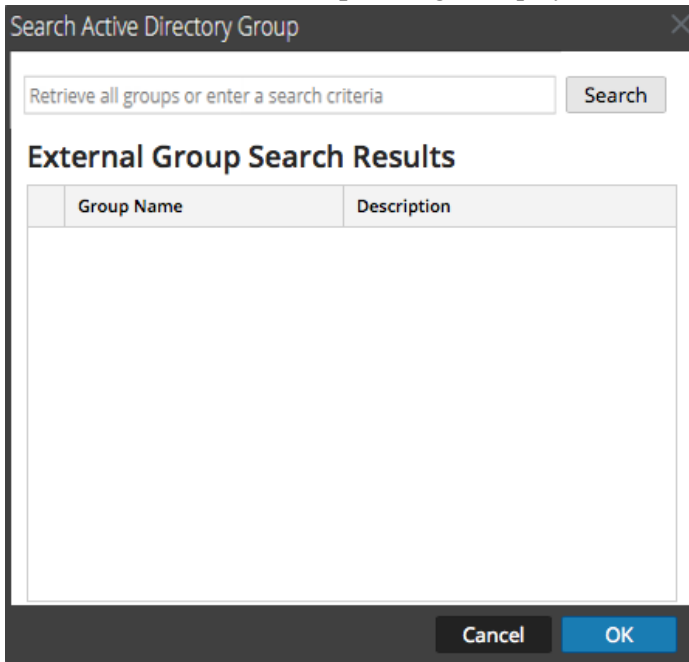 Search Active Directory Group
Retrieve all groups or enter a search criteria Search
External Group Search Results
Group Name Description
Cancel OK